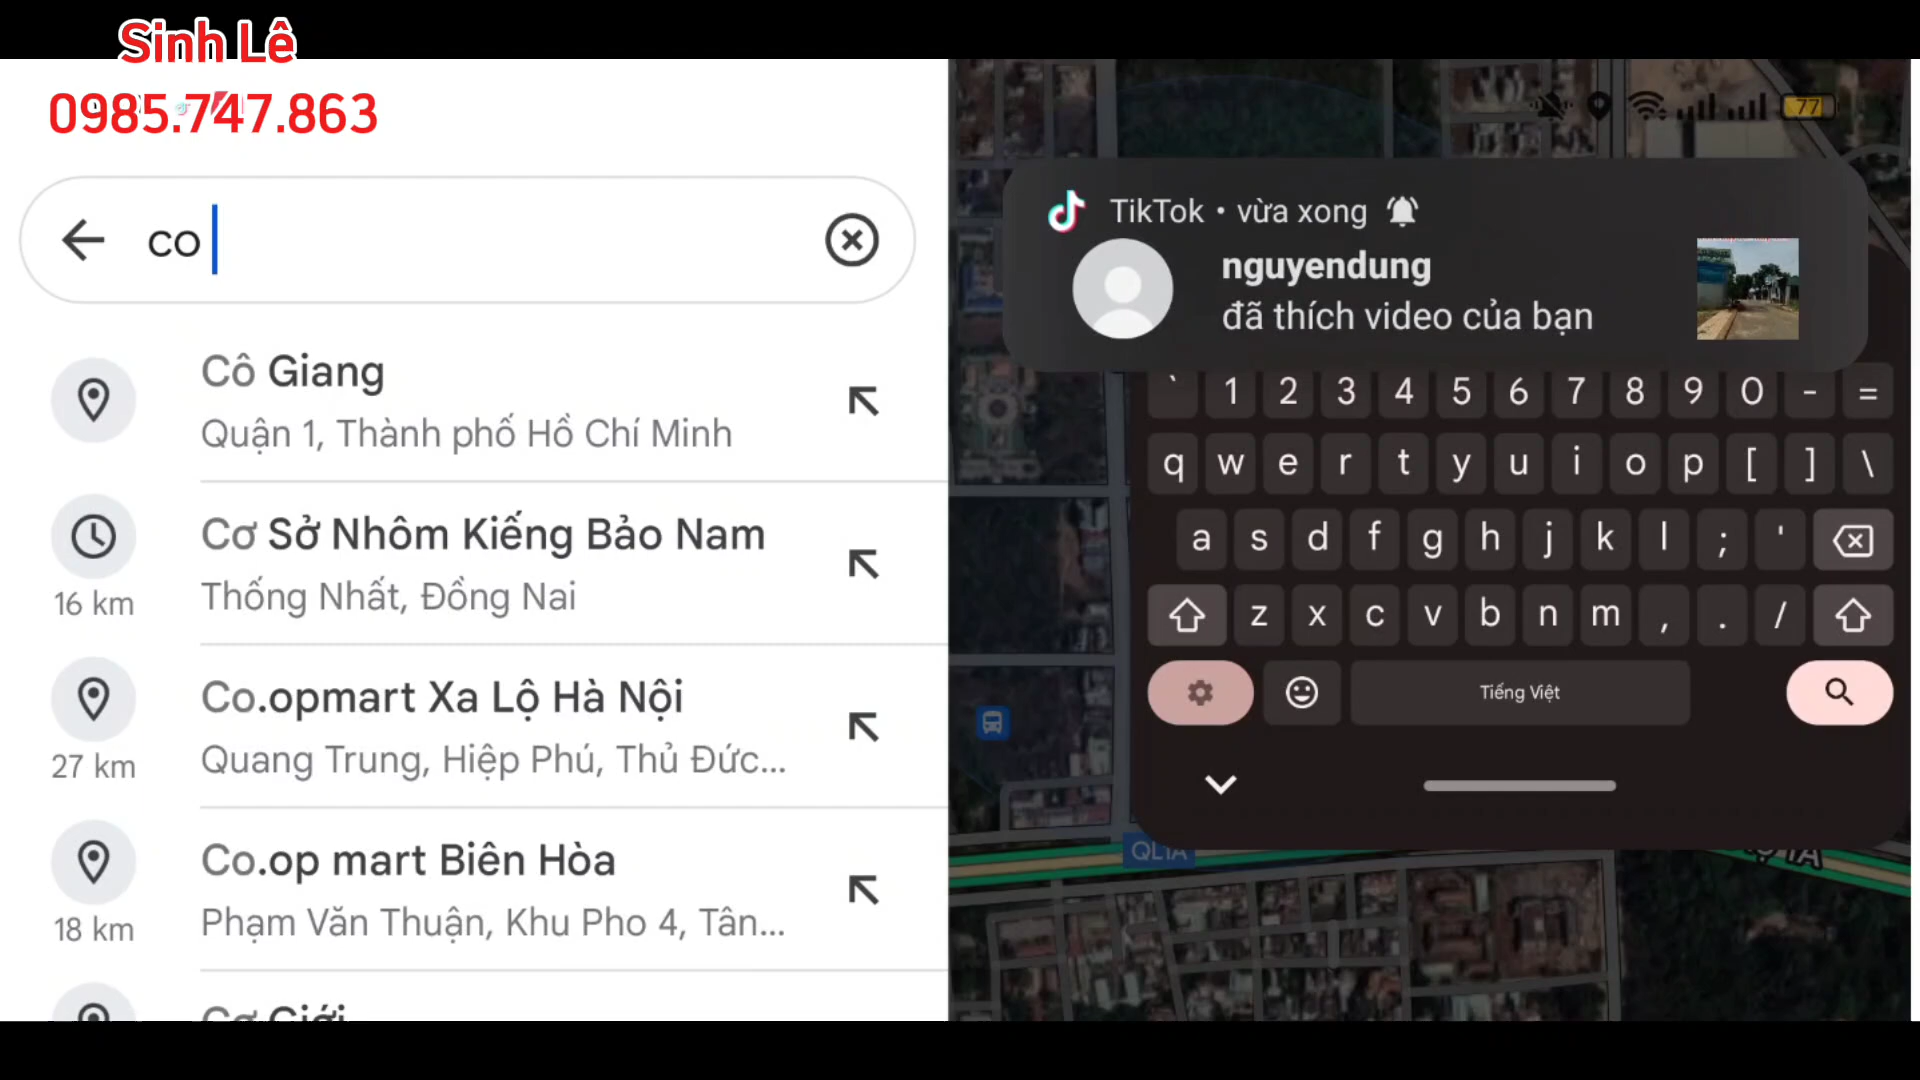 Sinh Lê
0985.747.863
co
Cô Giang
Quận 1, Thành phố Hồ Chí Minh
Cơ Sở Nhôm Kiếng Bảo Nam
Thống Nhất, Đồng Nai
16 km
Co.opmart Xa Lộ Hà Nội
Quang Trung, Hiệp Phú, Thủ Đức...
27 km
Co.op mart Biên Hòa
Phạm Văn Thuận, Khu Pho 4, Tân...
18 km
Cơ Giới
77
TikTok • vừa xong
nguyendung
đã thích video của bạn
` 1 2 3 4 5 6 7 8 9 0 - =
q w e r t y u i o p [ ] \
a s d f g h j k l ; '
z x c v b n m , . /
Tiếng Việt
QL1A